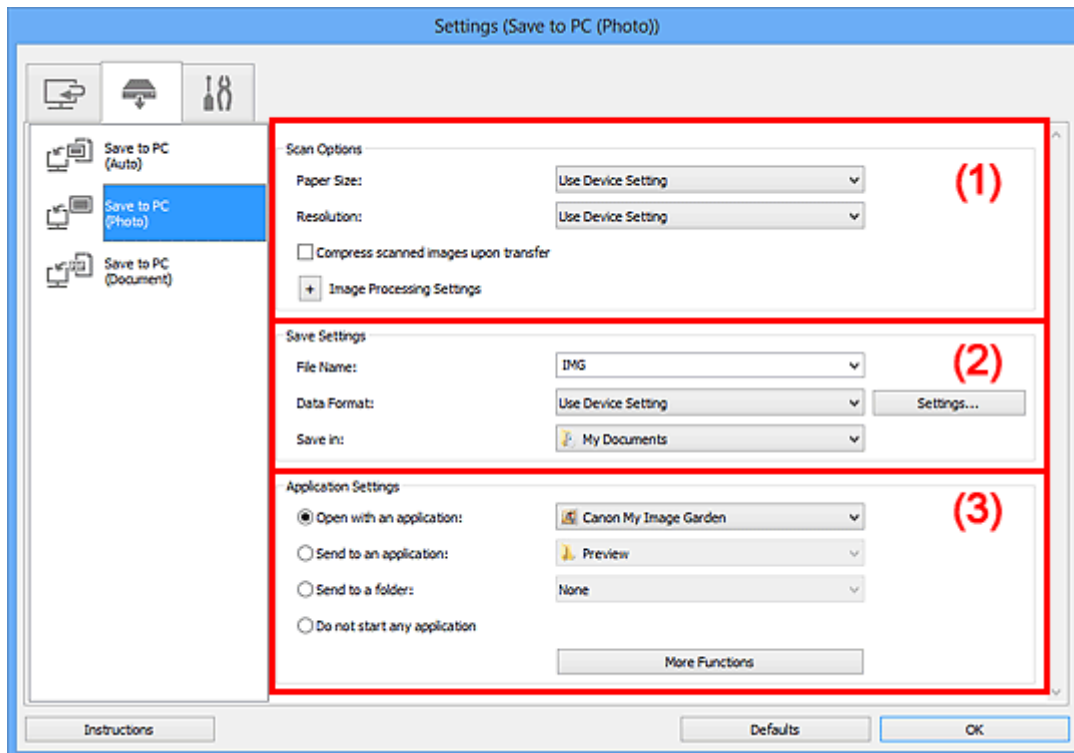 Settings (Save to PC (Photo))
Save to PC
(Auto)
Save to PC
(Photo)
Save to PC
(Document)
Scan Options
(1)
Paper Size: Use Device Setting
Resolution: Use Device Setting
Compress scanned images upon transfer
+ Image Processing Settings
Save Settings
(2)
File Name: IMG
Data Format: Use Device Setting Settings...
Save in: My Documents
Application Settings
(3)
Open with an application: Canon My Image Garden
Send to an application: Preview
Send to a folder: None
Do not start any application
More Functions
Instructions Defaults OK